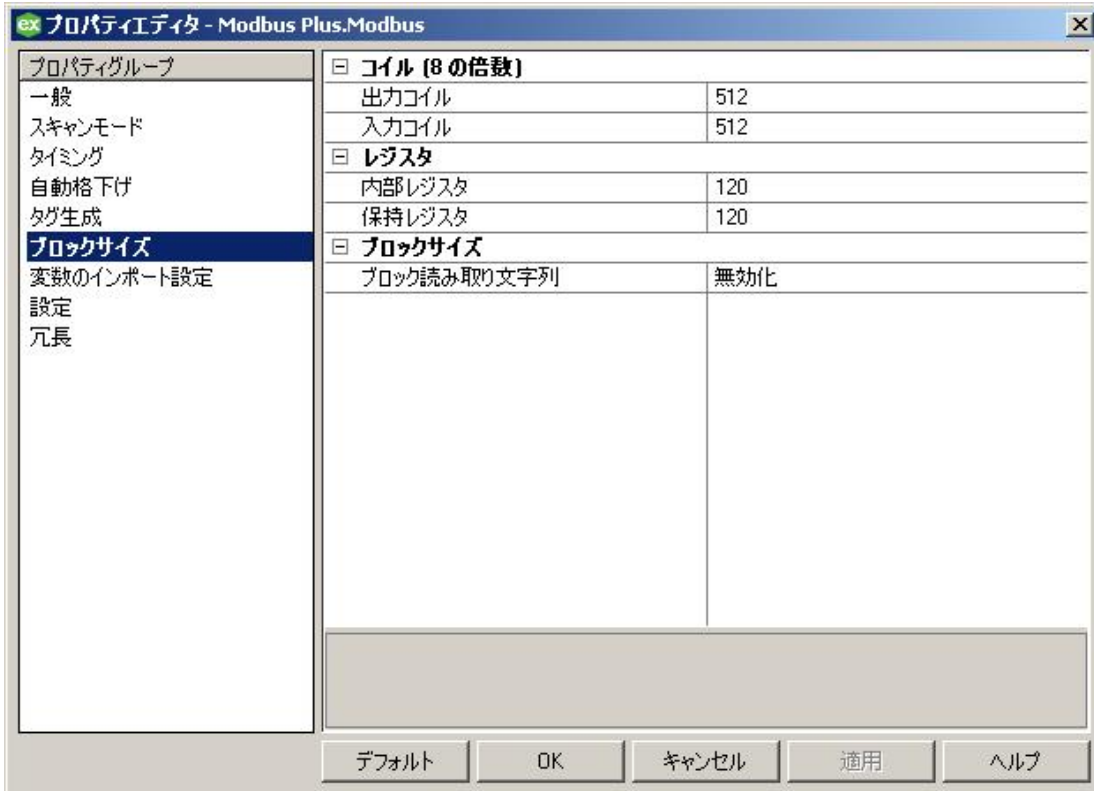 ex プロパティエディタ - Modbus Plus.Modbus
プロパティグループ
一般
スキャンモード
タイミング
自動格下げ
タグ生成
ブロックサイズ
変数のインポート設定
設定
冗長
コイル (8 の倍数)
出力コイル 512
入力コイル 512
レジスタ
内部レジスタ 120
保持レジスタ 120
ブロックサイズ
ブロック読み取り文字列 無効化
デフォルト OK キャンセル 適用 ヘルプ